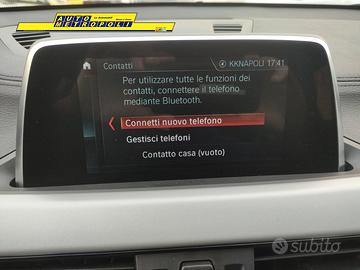 AUTO
METROPOLI
Contatti
KKNAPOLI 17:41
Per utilizzare tutte le funzioni dei
contatti, connettere il telefono
mediante Bluetooth.
Connetti nuovo telefono
Gestisci telefoni
Contatto casa (vuoto)
subito